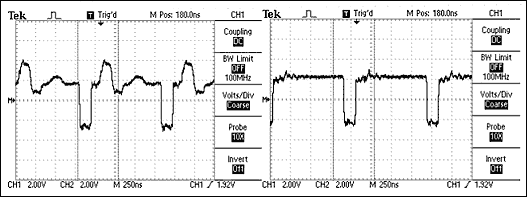 Tek Trig'd M Pos: 180.0ns CH1
Coupling
DC
BW Limit
OFF
100MHz
Volts/Div
Coarse
Probe
10X
Invert
Off
CH1 2.00V CH2 2.00V M 250ns CH1 1.32V
Tek Trig'd M Pos: 180.0ns CH1
Coupling
DC
BW Limit
OFF
100MHz
Volts/Div
Coarse
Probe
10X
Invert
Off
CH1 2.00V CH2 2.00V M 250ns CH1 1.32V